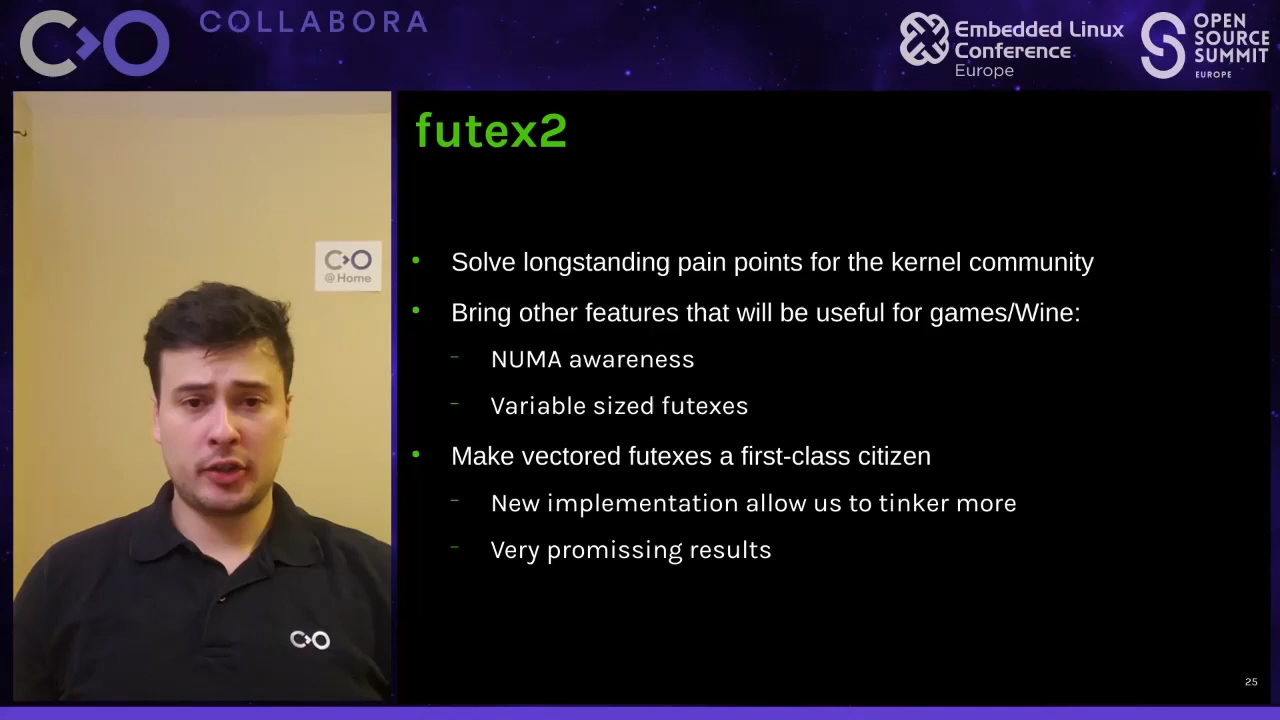 COLLABORA
Embedded Linux
Conference
Europe
OPEN
SOURCE
SUMMIT
EUROPE
@Home
futex2
• Solve longstanding pain points for the kernel community
• Bring other features that will be useful for games/Wine:
– NUMA awareness
– Variable sized futexes
• Make vectored futexes a first-class citizen
– New implementation allow us to tinker more
– Very promissing results
25